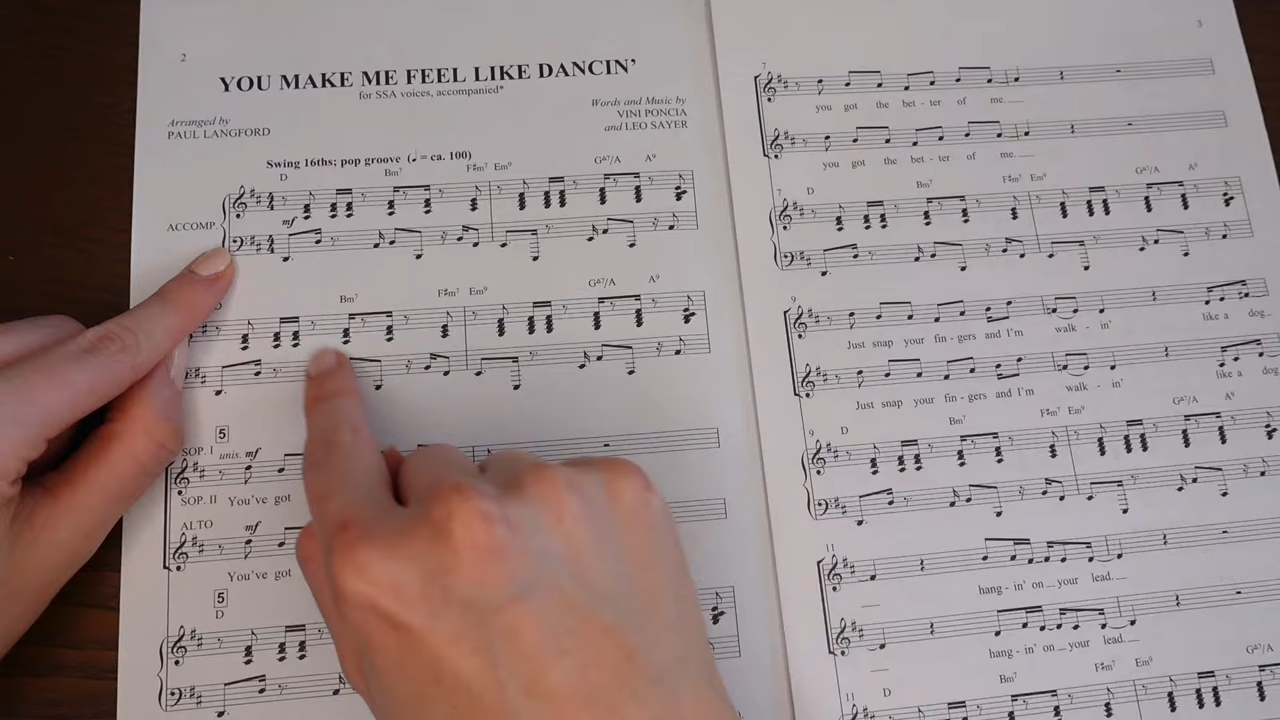 2
YOU MAKE ME FEEL LIKE DANCIN'
for SSA voices, accompanied*
Arranged by
PAUL LANGFORD
Words and Music by
VINI PONCIA
and LEO SAYER
Swing 16ths; pop groove (♩ = ca. 100)
D Bm7 F♯m7 Em9 G△7/A A9
ACCOMP.
mf
Bm7 F♯m7 Em9 G△7/A A9
5
SOP. I unis. mf
SOP. II You've got
ALTO mf
You've got
5
D
3
7
you got the bet - ter of me.
you got the bet - ter of me.
7
D Bm7 F♯m7 Em9 G△7/A A9
9
Just snap your fin - gers and I'm walk - in' like a dog
Just snap your fin - gers and I'm walk - in' like a dog
9
D Bm7 F♯m7 Em9 G△7/A A9
11
hang - in' on your lead.
hang - in' on your lead.
11
D Bm7 F♯m7 Em9 G△7/A